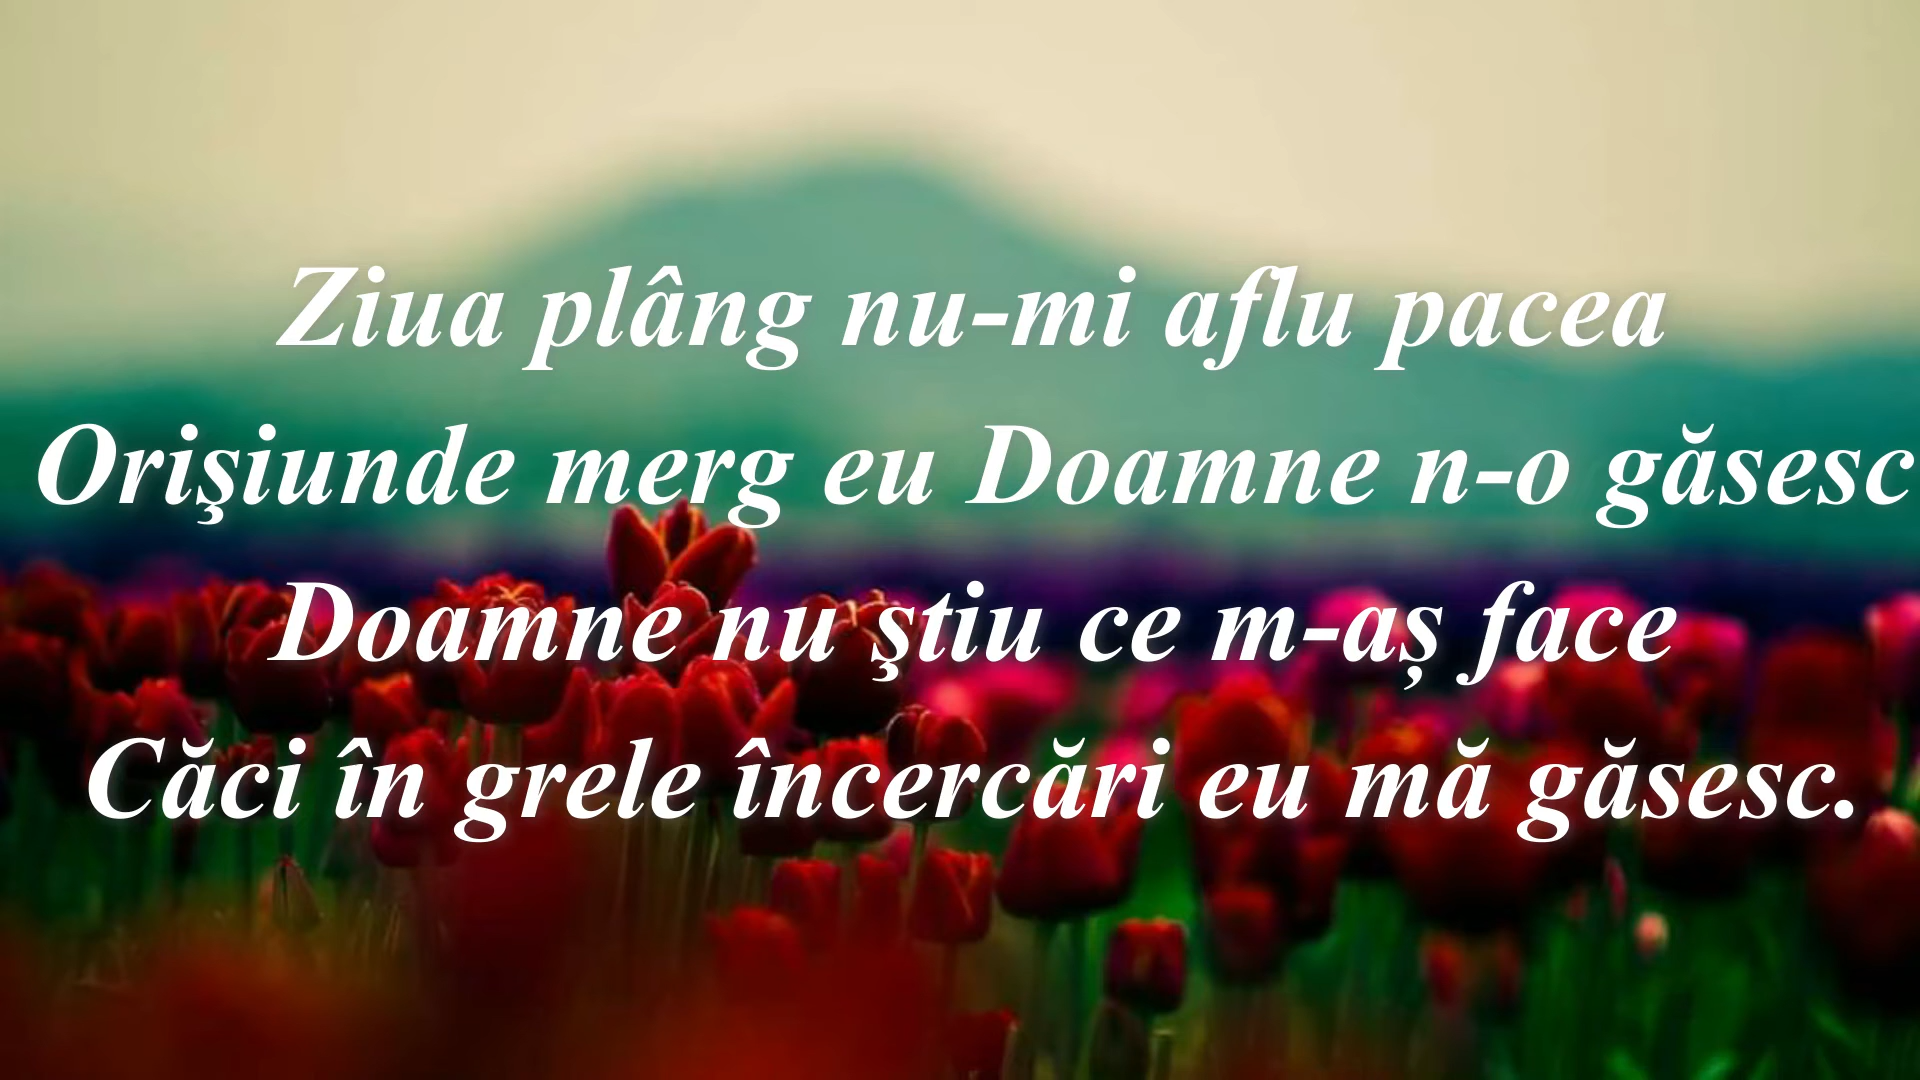 Ziua plâng nu-mi aflu pacea
Orişiunde merg eu Doamne n-o găsesc
Doamne nu ştiu ce m-aș face
Căci în grele încercări eu mă găsesc.